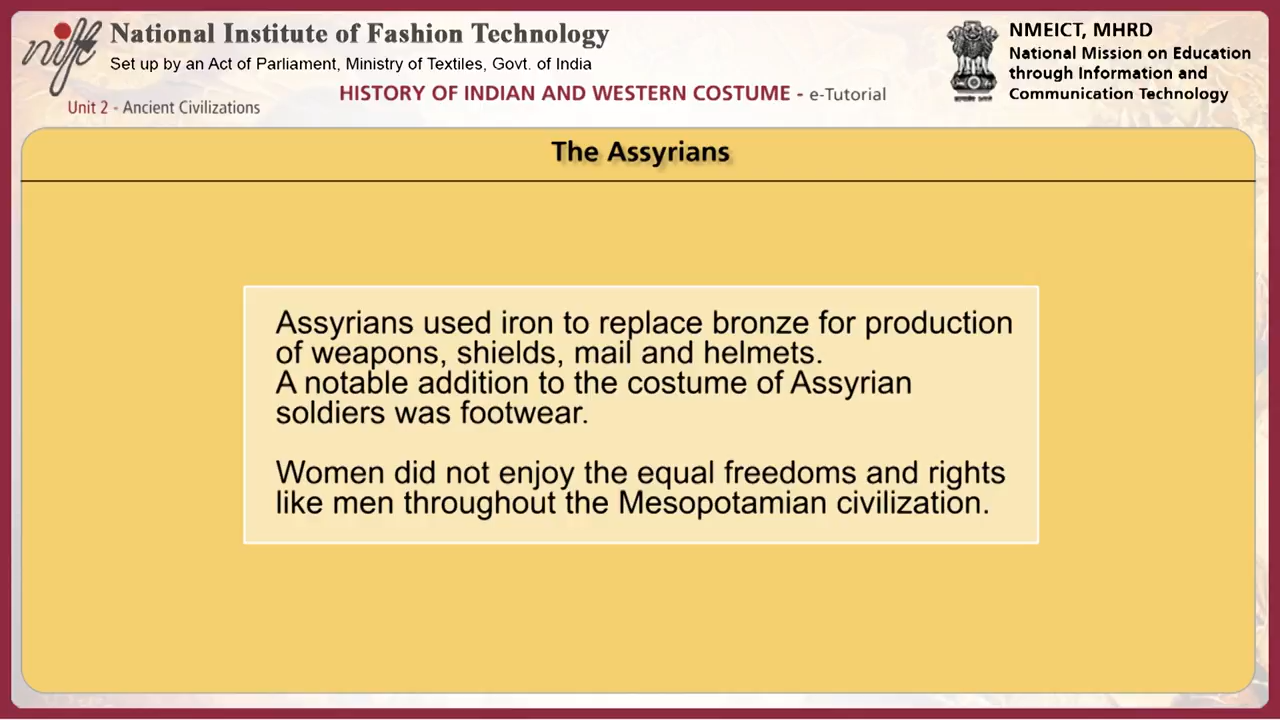 nift
National Institute of Fashion Technology
Set up by an Act of Parliament, Ministry of Textiles, Govt. of India
HISTORY OF INDIAN AND WESTERN COSTUME - e-Tutorial
Unit 2 - Ancient Civilizations
NMEICT, MHRD
National Mission on Education
through Information and
Communication Technology
The Assyrians
Assyrians used iron to replace bronze for production
of weapons, shields, mail and helmets.
A notable addition to the costume of Assyrian
soldiers was footwear.
Women did not enjoy the equal freedoms and rights
like men throughout the Mesopotamian civilization.